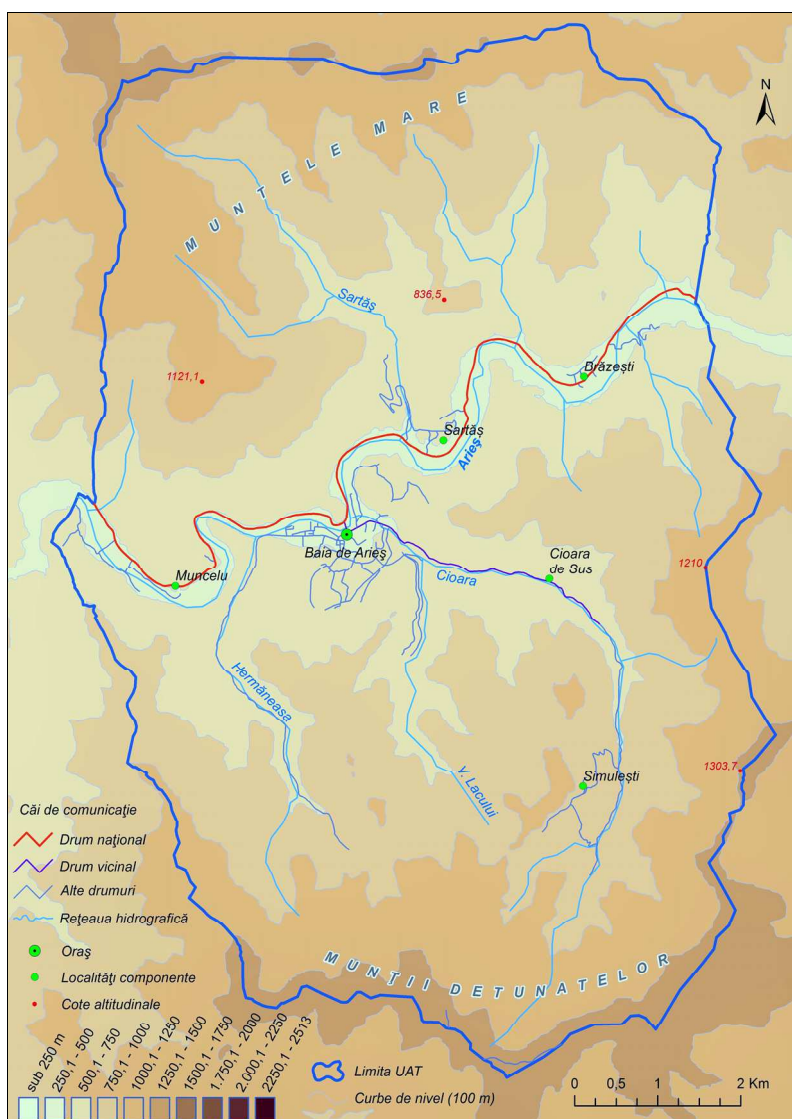 N
MUNTELE MARE
Sartăș
836,5
1121,1
Brăzești
Sartăș
Arieș
Baia de Arieș
Cioara
de Sus
Cioara
1210
Muncelu
Hermăneasa
V. Lacului
Simulești
1303,7
Căi de comunicație
Drum național
Drum vicinal
Alte drumuri
Rețeaua hidrografică
Oraș
Localități componente
Cote altitudinale
MUNȚII DETUNATELOR
sub 250 m
250,1 - 500
500,1 - 750
750,1 - 1000
1000,1 - 1250
1250,1 - 1500
1500,1 - 1750
1.750,1 - 2000
2.000,1 - 2250
2250,1 - 2513
Limita UAT
Curbe de nivel (100 m)
0 0,5 1 2 Km